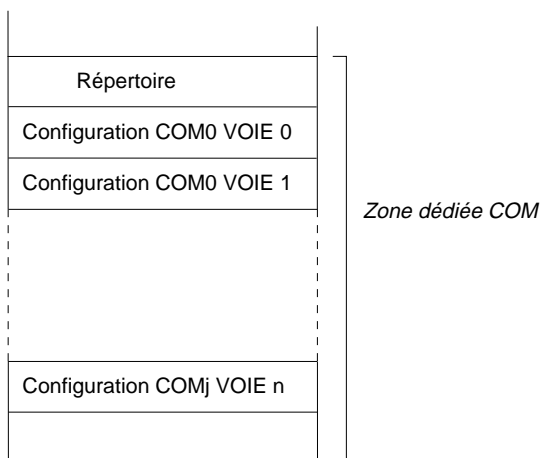 Répertoire
Configuration COM0 VOIE 0
Configuration COM0 VOIE 1
Zone dédiée COM
Configuration COMj VOIE n